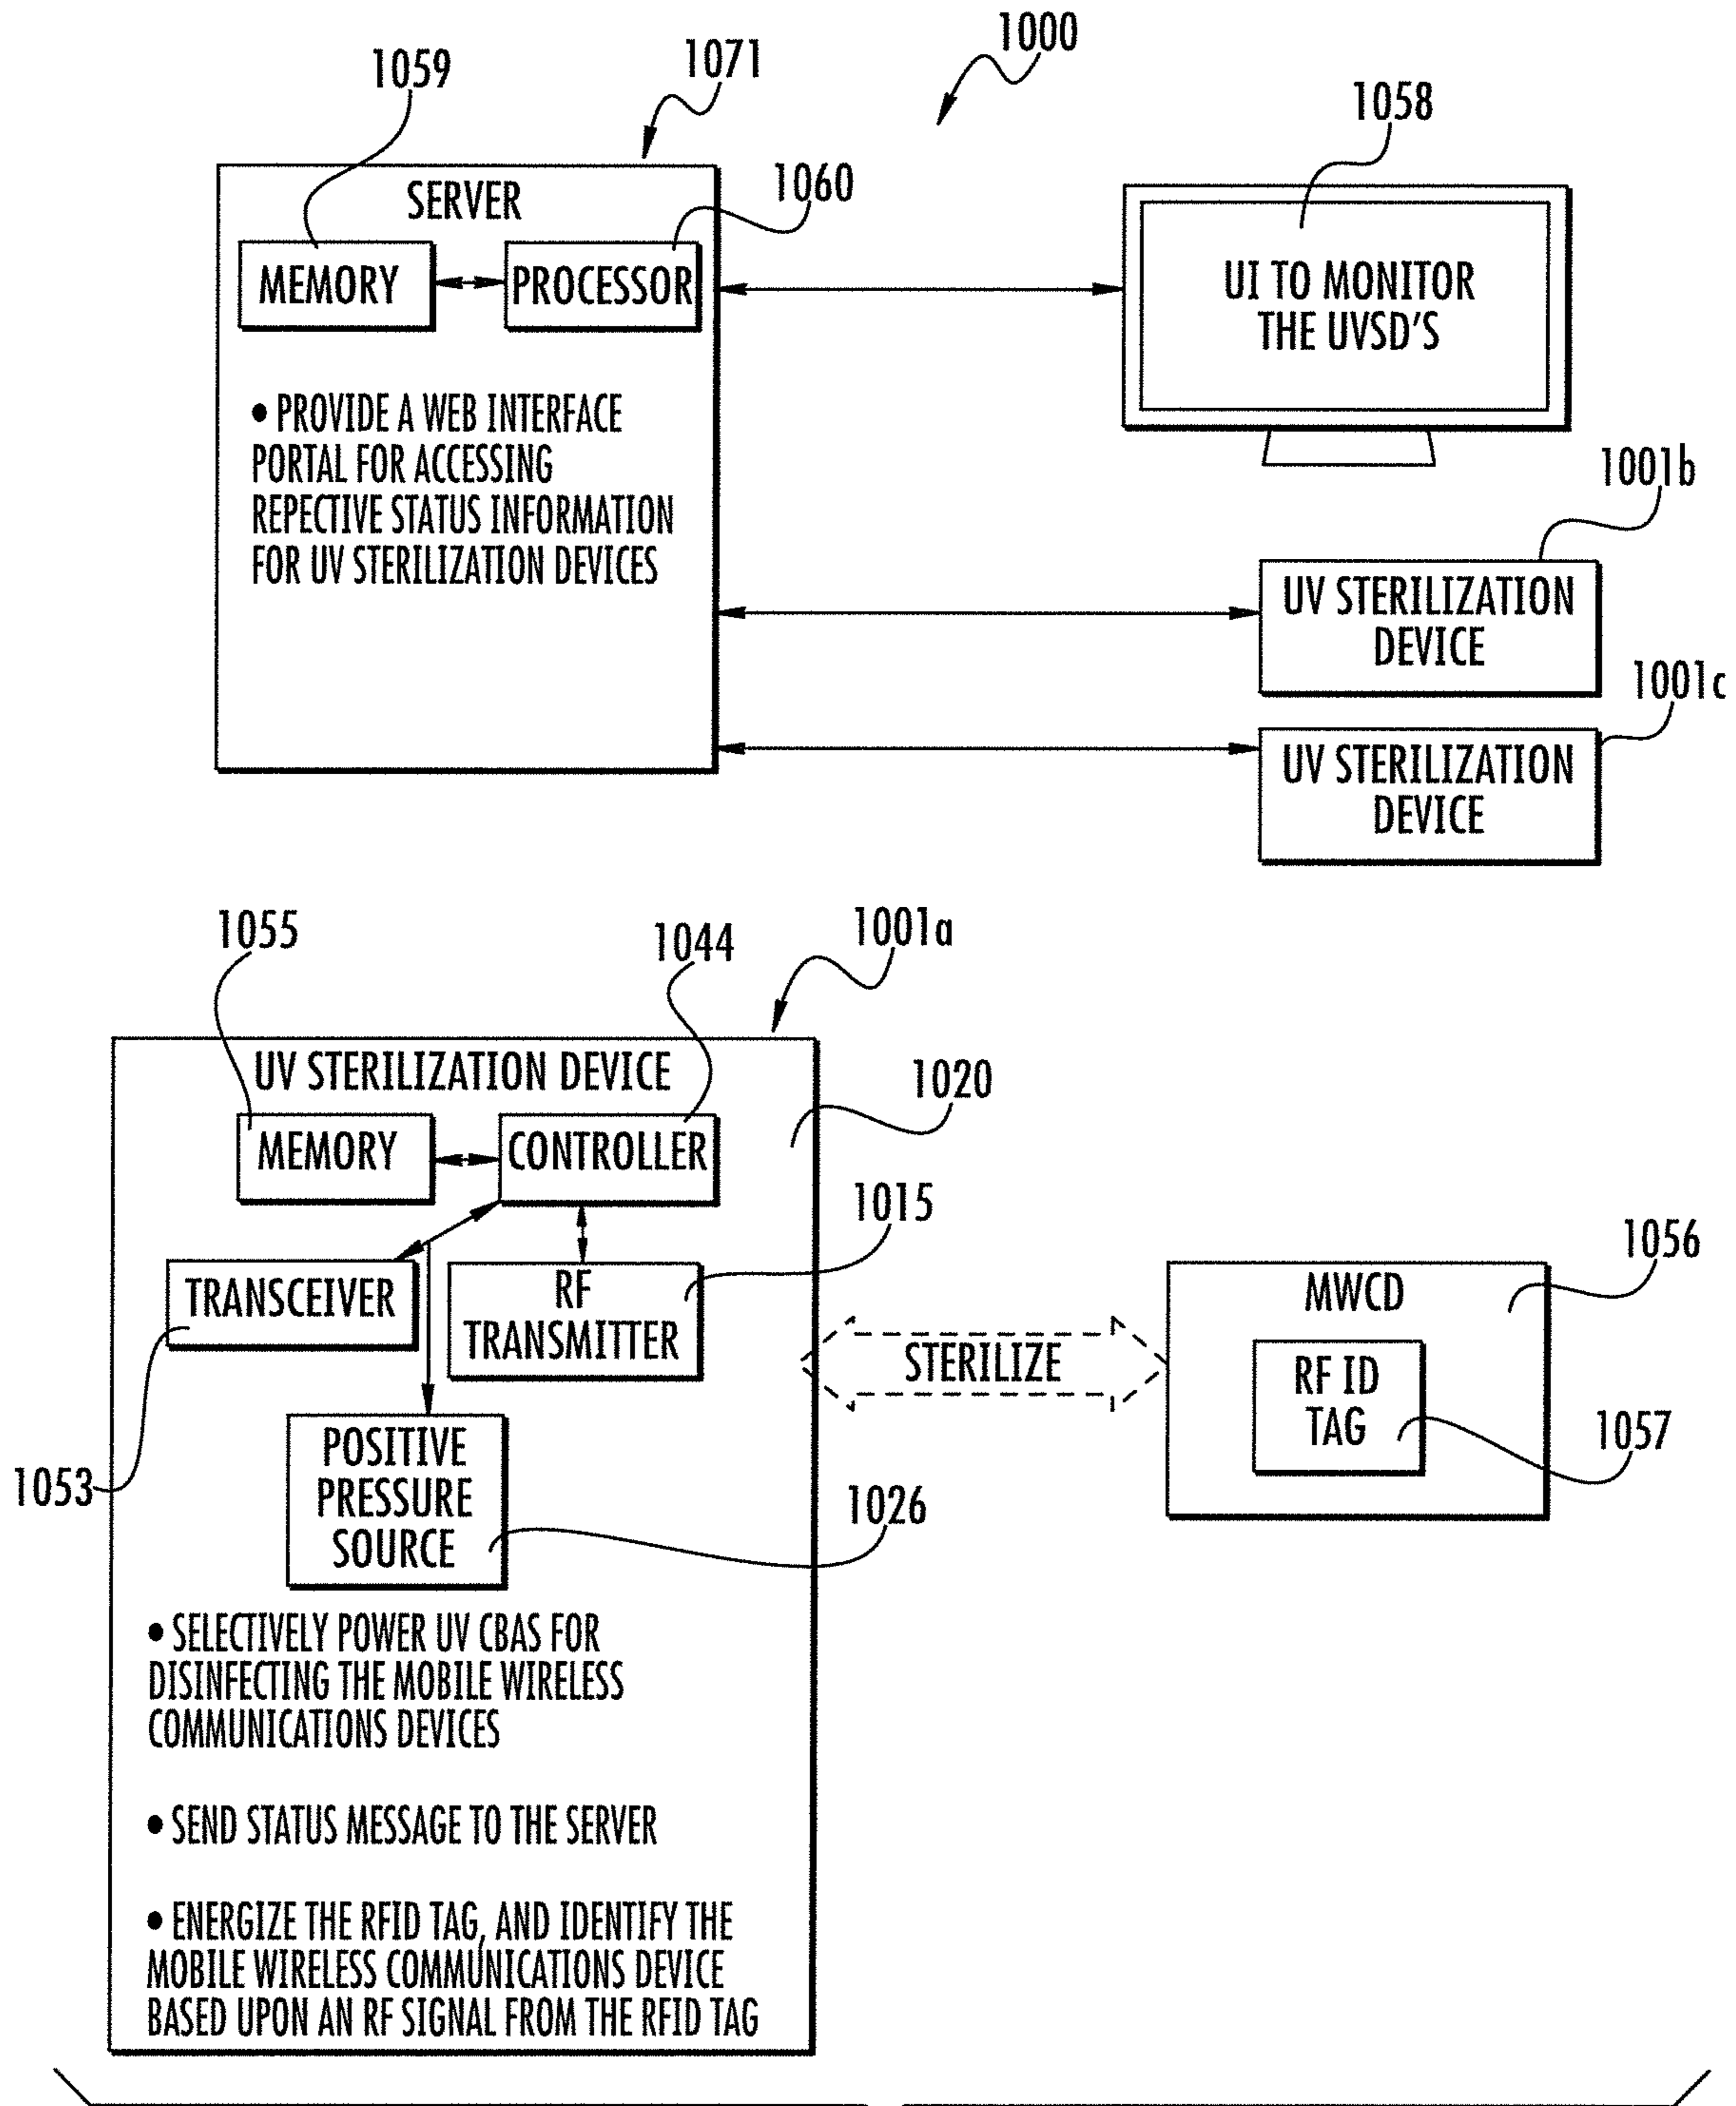 1000
1071
1059
1058
SERVER
1060
MEMORY
PROCESSOR
UI TO MONITOR
THE UVSD'S
• PROVIDE A WEB INTERFACE
PORTAL FOR ACCESSING
REPECTIVE STATUS INFORMATION
FOR UV STERILIZATION DEVICES
1001b
UV STERILIZATION
DEVICE
1001c
UV STERILIZATION
DEVICE
1055
1044
1001a
UV STERILIZATION DEVICE
1020
MEMORY
CONTROLLER
1015
TRANSCEIVER
RF
TRANSMITTER
1056
MWCD
STERILIZE
RF ID
TAG
1057
POSITIVE
PRESSURE
SOURCE
1053
1026
• SELECTIVELY POWER UV CBAS FOR
DISINFECTING THE MOBILE WIRELESS
COMMUNICATIONS DEVICES
• SEND STATUS MESSAGE TO THE SERVER
• ENERGIZE THE RFID TAG, AND IDENTIFY THE
MOBILE WIRELESS COMMUNICATIONS DEVICE
BASED UPON AN RF SIGNAL FROM THE RFID TAG